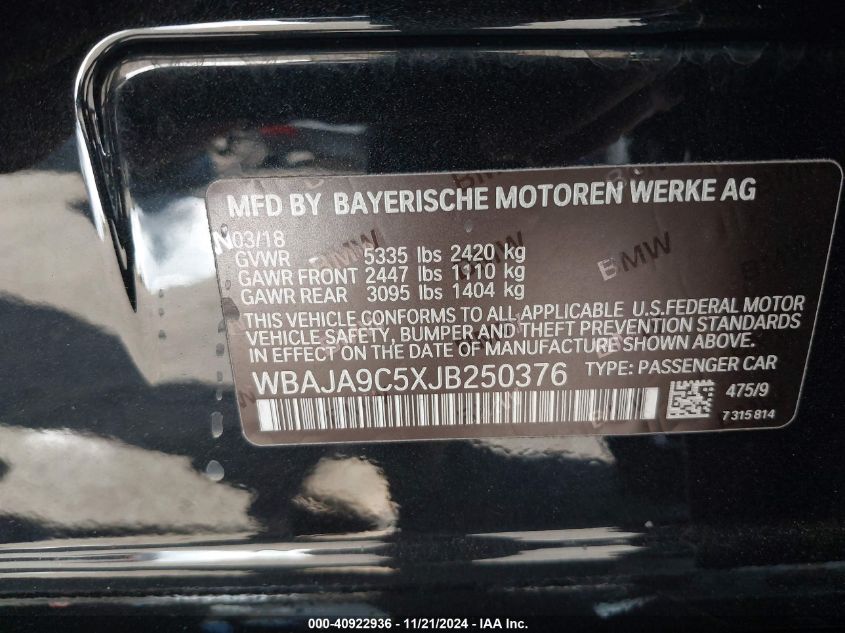 MFD BY BAYERISCHE MOTOREN WERKE AG
03/18
GVWR 5335 lbs 2420 kg
GAWR FRONT 2447 lbs 1110 kg
GAWR REAR 3095 lbs 1404 kg
THIS VEHICLE CONFORMS TO ALL APPLICABLE U.S.FEDERAL MOTOR
VEHICLE SAFETY, BUMPER AND THEFT PREVENTION STANDARDS
IN EFFECT ON THE DATE OF MANUFACTURE SHOWN ABOVE.
WBAJA9C5XJB250376 TYPE: PASSENGER CAR
475/9
7 315 814
BMW
000-40922936 - 11/21/2024 - IAA Inc.